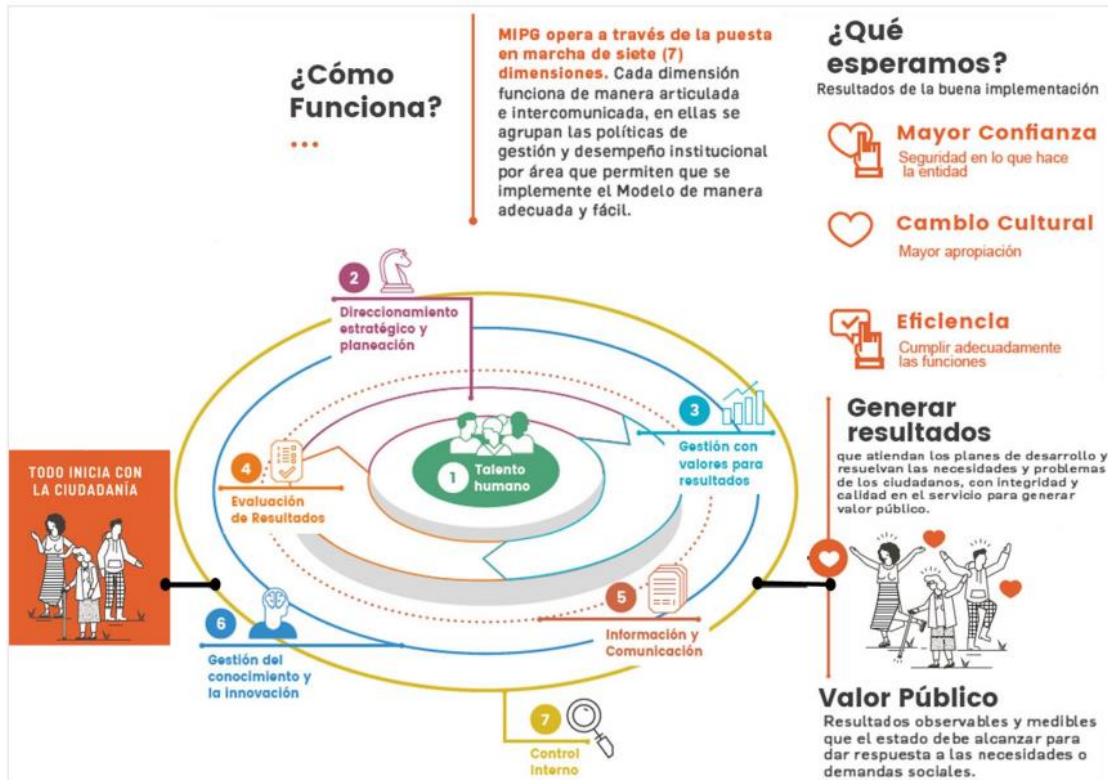 ¿Cómo
Funciona?
...
MIPG opera a través de la puesta
en marcha de siete (7)
dimensiones. Cada dimensión
funciona de manera articulada
e intercomunicada, en ellas se
agrupan las políticas de
gestión y desempeño institucional
por área que permiten que se
implemente el Modelo de manera
adecuada y fácil.
¿Qué
esperamos?
Resultados de la buena implementación
Mayor Confianza
Seguridad en lo que hace
la entidad
Cambio Cultural
Mayor apropiación
Eficiencia
Cumplir adecuadamente
las funciones
Generar
resultados
que atiendan los planes de desarrollo y
resuelvan las necesidades y problemas
de los ciudadanos, con integridad y
calidad en el servicio para generar
valor público.
Valor Público
Resultados observables y medibles
que el estado debe alcanzar para
dar respuesta a las necesidades o
demandas sociales.
TODO INICIA CON
LA CIUDADANÍA
1 Talento
humano
2
Direccionamiento
estratégico y
planeación
3
Gestión con
valores para
resultados
4
Evaluación
de Resultados
5
Información y
Comunicación
6
Gestión del
conocimiento y
la innovación
7
Control
Interno